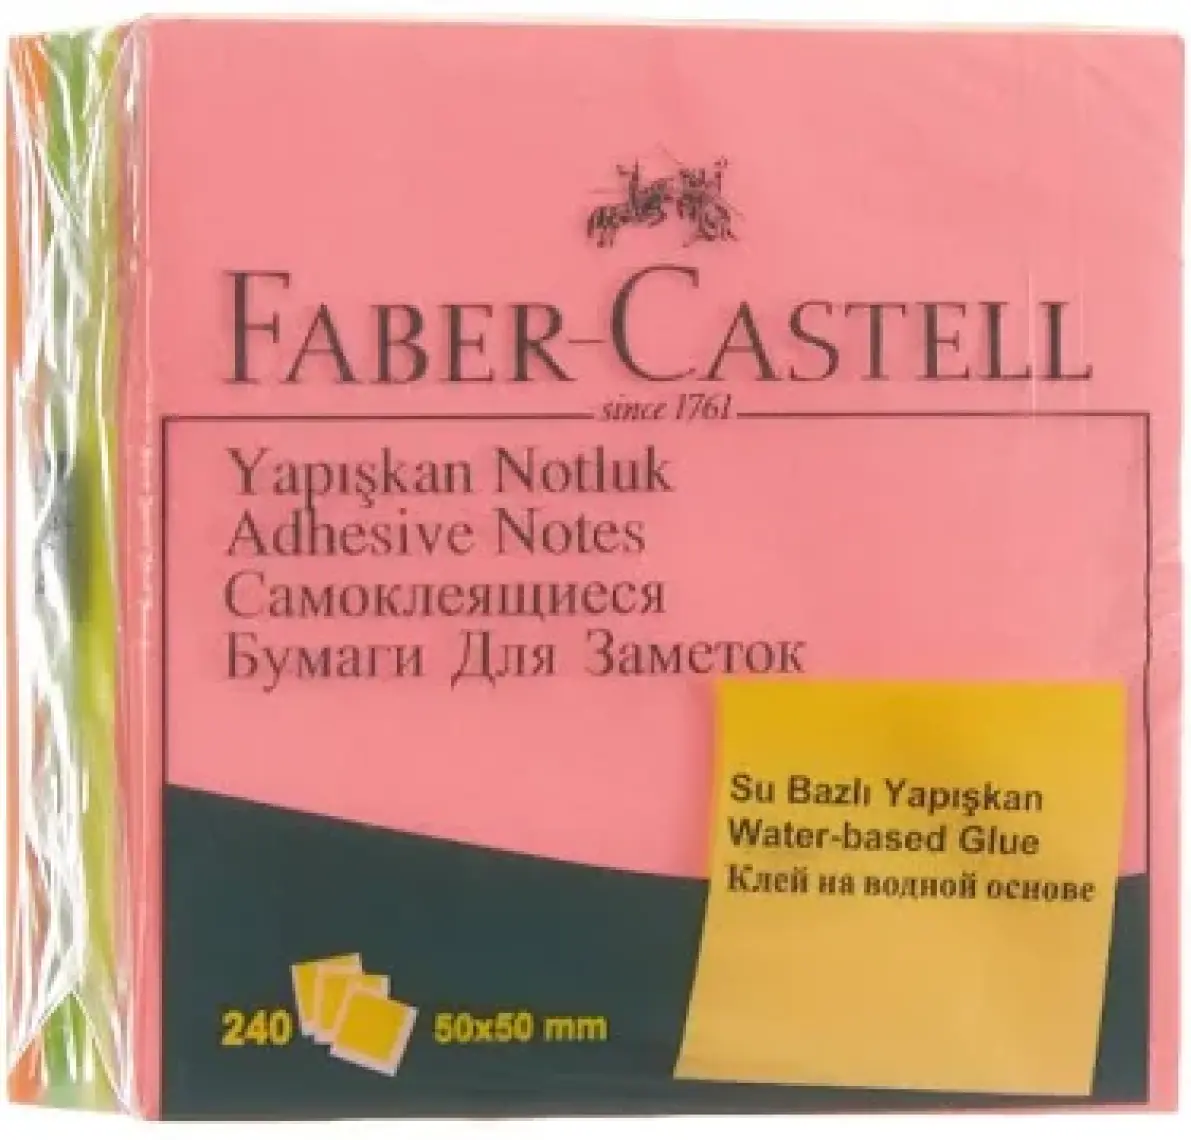 FABER-CASTELL
since 1761
Yapışkan Notluk
Adhesive Notes
Самоклеящиеся
Бумаги Для Заметок
Su Bazlı Yapışkan
Water-based Glue
Клей на водной основе
240 50x50 mm